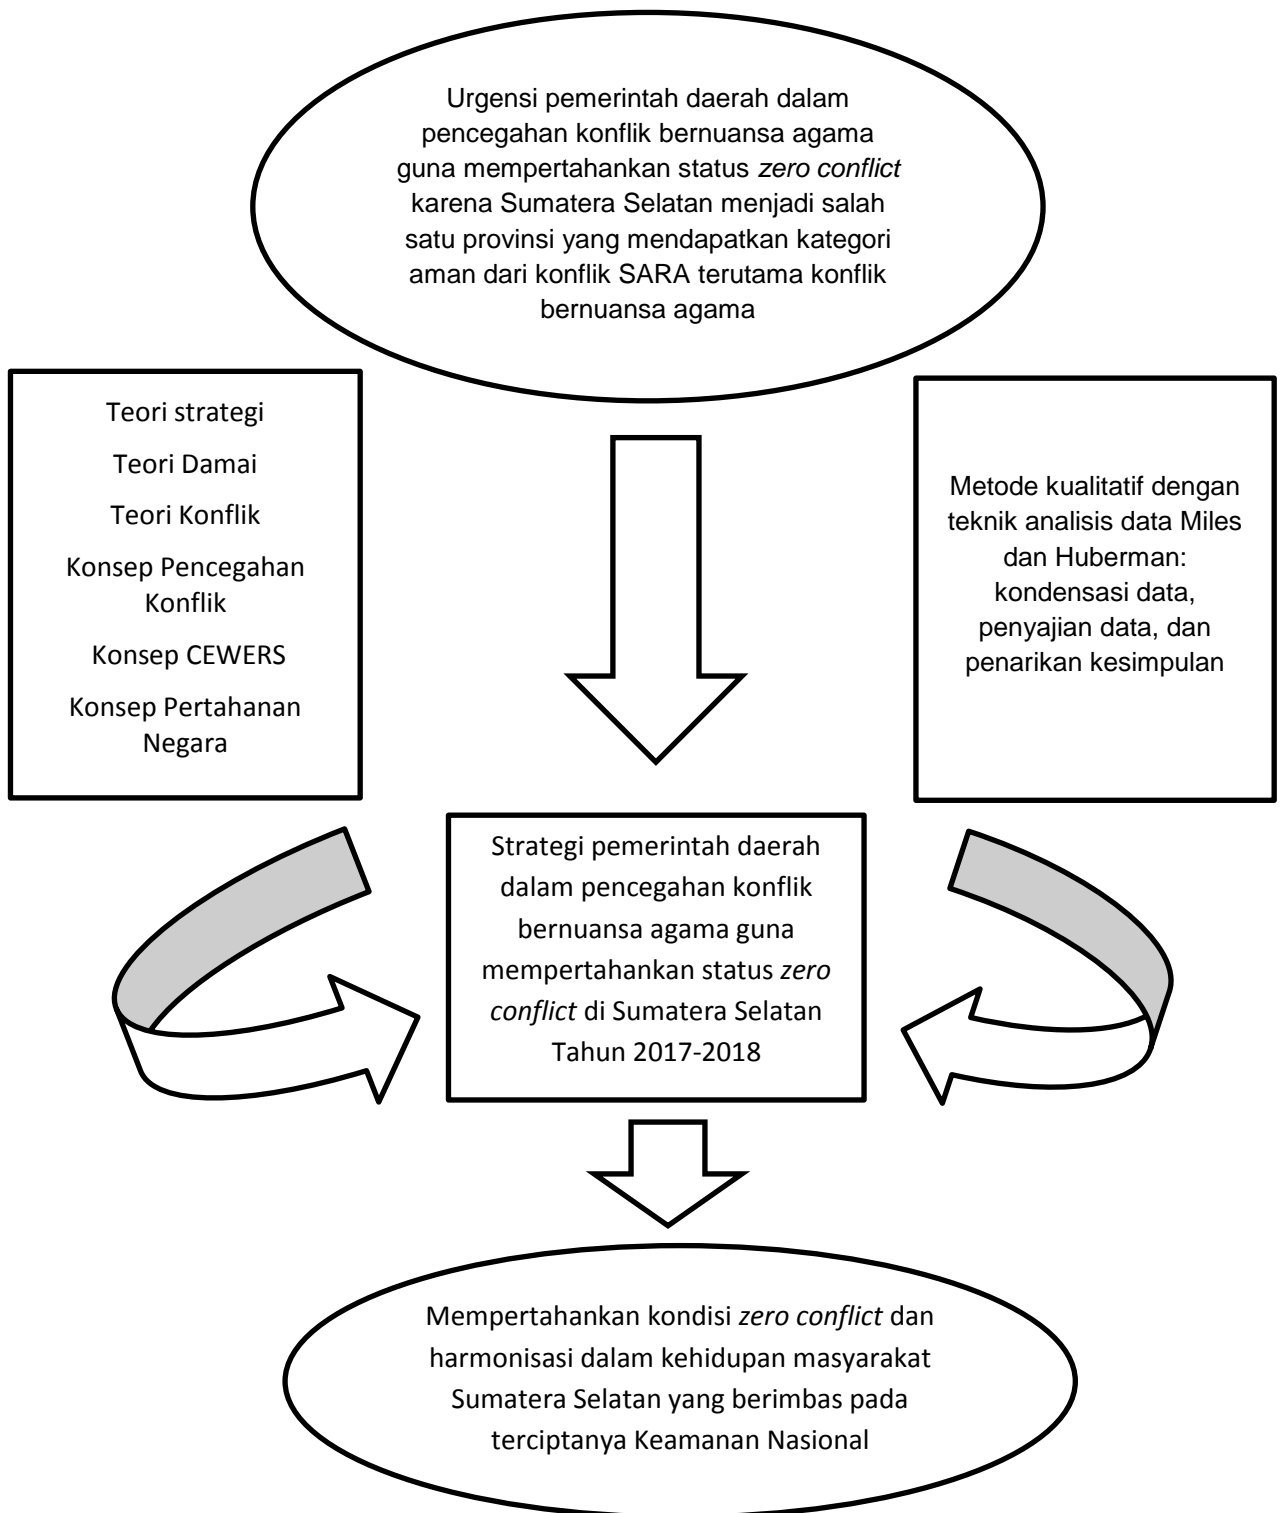 Urgensi pemerintah daerah dalam
pencegahan konflik bernuansa agama
guna mempertahankan status zero conflict
karena Sumatera Selatan menjadi salah
satu provinsi yang mendapatkan kategori
aman dari konflik SARA terutama konflik
bernuansa agama
Teori strategi
Teori Damai
Teori Konflik
Konsep Pencegahan
Konflik
Konsep CEWERS
Konsep Pertahanan
Negara
Metode kualitatif dengan
teknik analisis data Miles
dan Huberman:
kondensasi data,
penyajian data, dan
penarikan kesimpulan
Strategi pemerintah daerah
dalam pencegahan konflik
bernuansa agama guna
mempertahankan status zero
conflict di Sumatera Selatan
Tahun 2017-2018
Mempertahankan kondisi zero conflict dan
harmonisasi dalam kehidupan masyarakat
Sumatera Selatan yang berimbas pada
terciptanya Keamanan Nasional